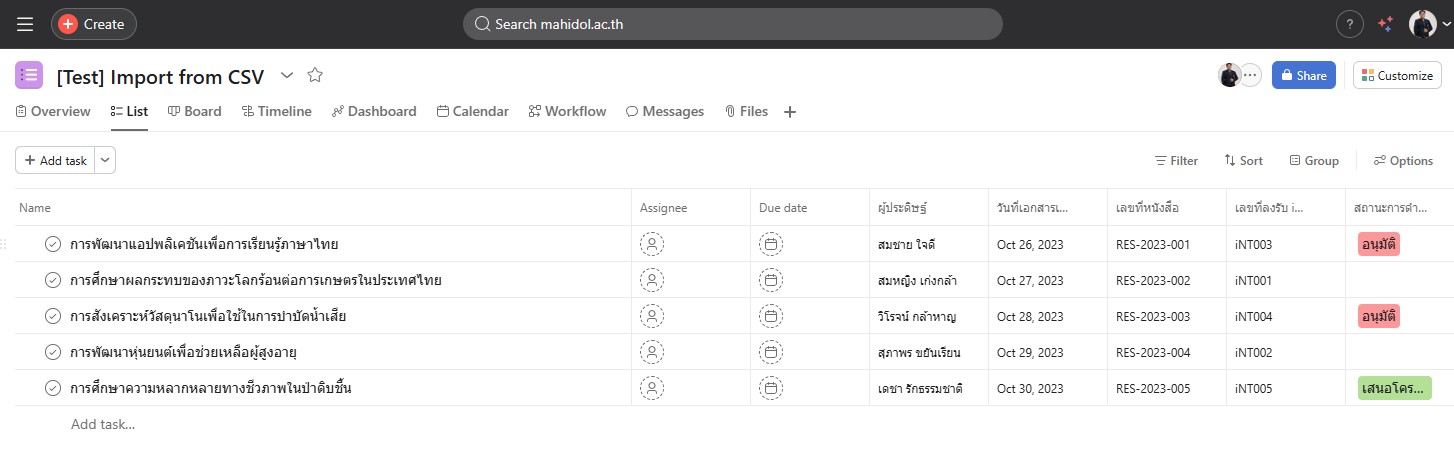 Create
Search mahidol.ac.th
?
[Test] Import from CSV
Share
Customize
Overview List Board Timeline Dashboard Calendar Workflow Messages Files
Add task
Filter Sort Group Options
Name Assignee Due date ผู้ประดิษฐ์ วันที่เอกสารเ... เลขที่หนังสือ เลขที่ลงรับ i... สถานะการดำ...
การพัฒนาแอปพลิเคชันเพื่อการเรียนรู้ภาษาไทย สมชาย ใจดี Oct 26, 2023 RES-2023-001 iNT003 อนุมัติ
การศึกษาผลกระทบของภาวะโลกร้อนต่อการเกษตรในประเทศไทย สมหญิง เก่งกล้า Oct 27, 2023 RES-2023-002 iNT001
การสังเคราะห์วัสดุนาโนเพื่อใช้ในการบำบัดน้ำเสีย วิโรจน์ กล้าหาญ Oct 28, 2023 RES-2023-003 iNT004 อนุมัติ
การพัฒนาหุ่นยนต์เพื่อช่วยเหลือผู้สูงอายุ สุภาพร ขยันเรียน Oct 29, 2023 RES-2023-004 iNT002
การศึกษาความหลากหลายทางชีวภาพในป่าดิบชื้น เดชา รักธรรมชาติ Oct 30, 2023 RES-2023-005 iNT005 เสนอโคร...
Add task...